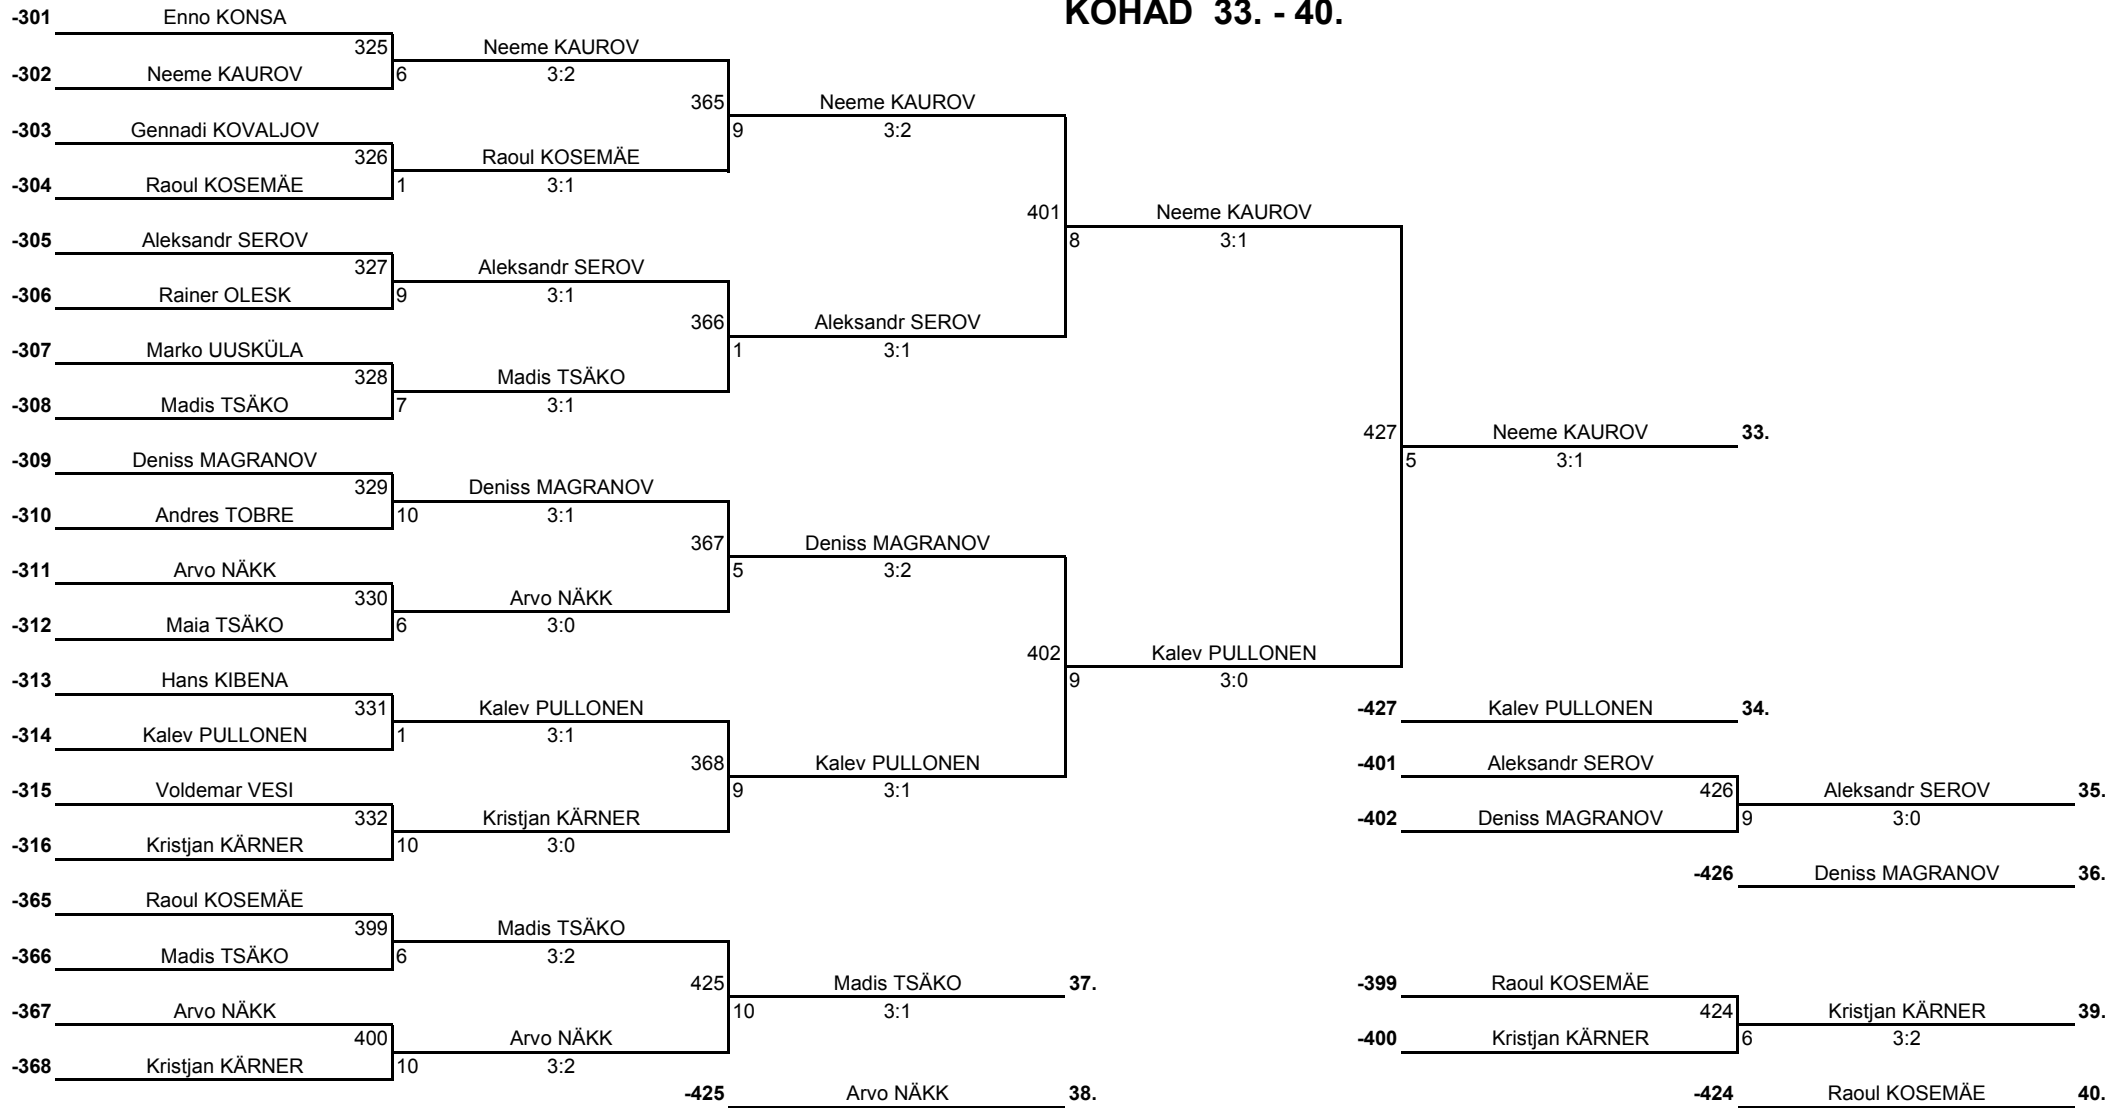 KOHAD 33. - 40.
-301 Enno KONSA
325 Neeme KAUROV
-302 Neeme KAUROV 6 3:2
365 Neeme KAUROV
-303 Gennadi KOVALJOV 9 3:2
326 Raoul KOSEMÄE
-304 Raoul KOSEMÄE 1 3:1
401 Neeme KAUROV
-305 Aleksandr SEROV 8 3:1
327 Aleksandr SEROV
-306 Rainer OLESK 9 3:1
366 Aleksandr SEROV
-307 Marko UUSKÜLA 1 3:1
328 Madis TSÄKO
-308 Madis TSÄKO 7 3:1
427 Neeme KAUROV 33.
-309 Deniss MAGRANOV 5 3:1
329 Deniss MAGRANOV
-310 Andres TOBRE 10 3:1
367 Deniss MAGRANOV
-311 Arvo NÄKK 5 3:2
330 Arvo NÄKK
-312 Maia TSÄKO 6 3:0
402 Kalev PULLONEN
-313 Hans KIBENA 9 3:0
331 Kalev PULLONEN -427 Kalev PULLONEN 34.
-314 Kalev PULLONEN 1 3:1
368 Kalev PULLONEN -401 Aleksandr SEROV
-315 Voldemar VESI 9 3:1 426 Aleksandr SEROV 35.
332 Kristjan KÄRNER -402 Deniss MAGRANOV 9 3:0
-316 Kristjan KÄRNER 10 3:0
-426 Deniss MAGRANOV 36.
-365 Raoul KOSEMÄE
399 Madis TSÄKO
-366 Madis TSÄKO 6 3:2
425 Madis TSÄKO 37. -399 Raoul KOSEMÄE
-367 Arvo NÄKK 10 3:1 424 Kristjan KÄRNER 39.
400 Arvo NÄKK -400 Kristjan KÄRNER 6 3:2
-368 Kristjan KÄRNER 10 3:2
-425 Arvo NÄKK 38. -424 Raoul KOSEMÄE 40.